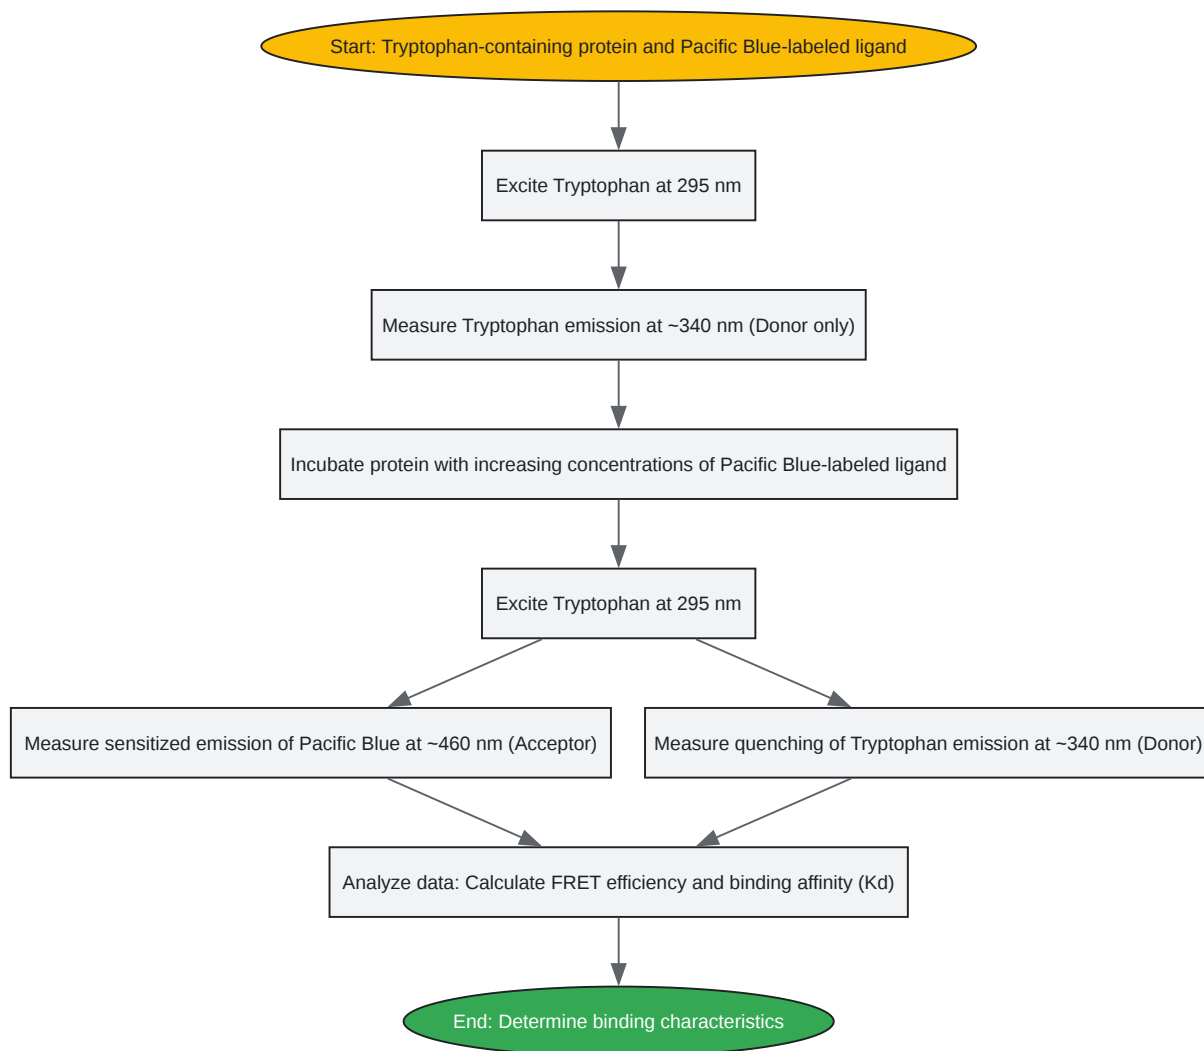 Start: Tryptophan-containing protein and Pacific Blue-labeled ligand
Excite Tryptophan at 295 nm
Measure Tryptophan emission at ~340 nm (Donor only)
Incubate protein with increasing concentrations of Pacific Blue-labeled ligand
Excite Tryptophan at 295 nm
Measure sensitized emission of Pacific Blue at ~460 nm (Acceptor)
Measure quenching of Tryptophan emission at ~340 nm (Donor)
Analyze data: Calculate FRET efficiency and binding affinity (Kd)
End: Determine binding characteristics